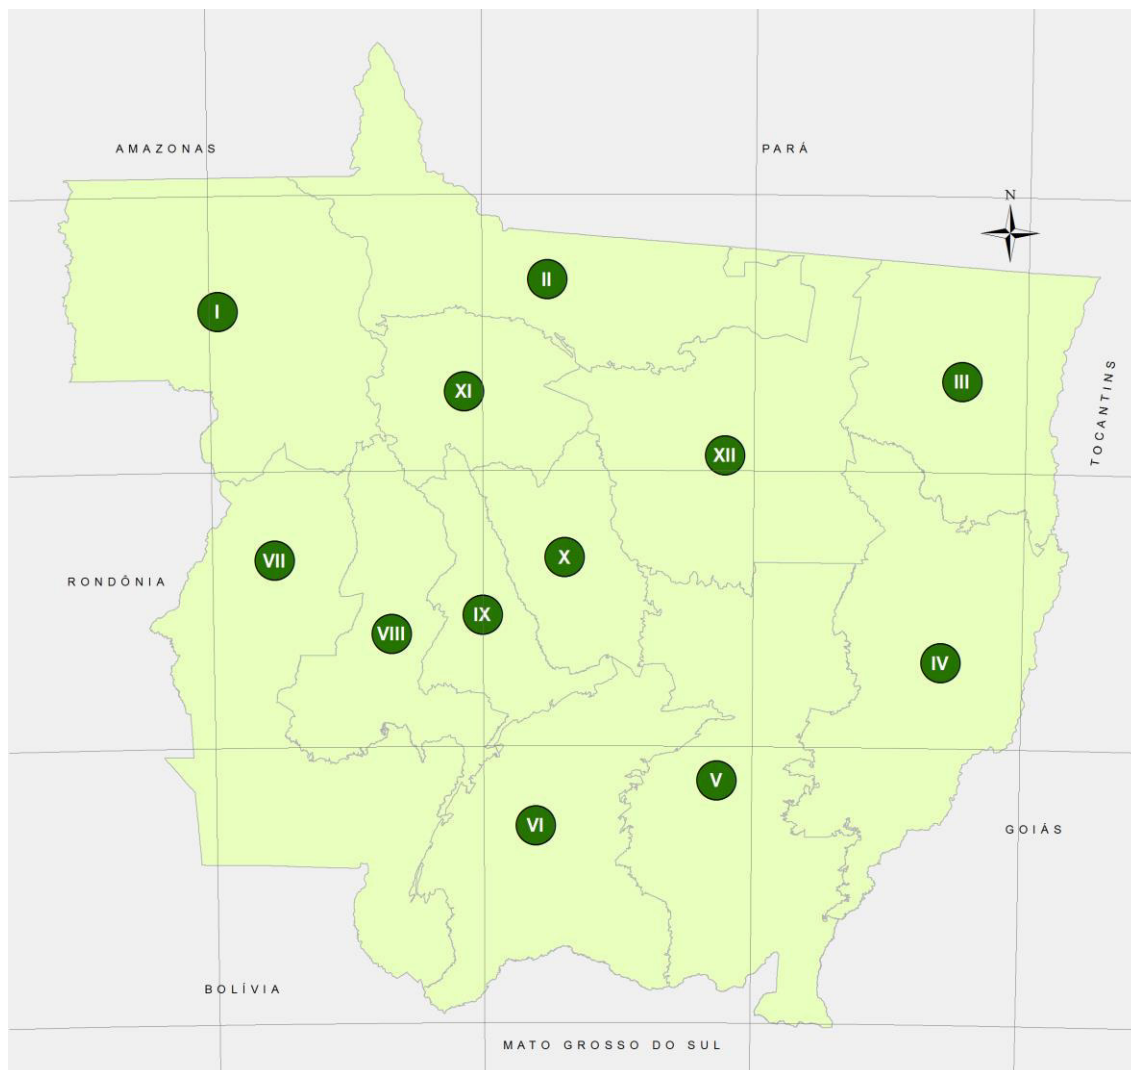 AMAZONAS
PARÁ
N
II
I
III
XI
TOCANTINS
XII
X
VII
RONDÔNIA
IX
VIII
IV
V
VI
GOIÁS
BOLÍVIA
MATO GROSSO DO SUL